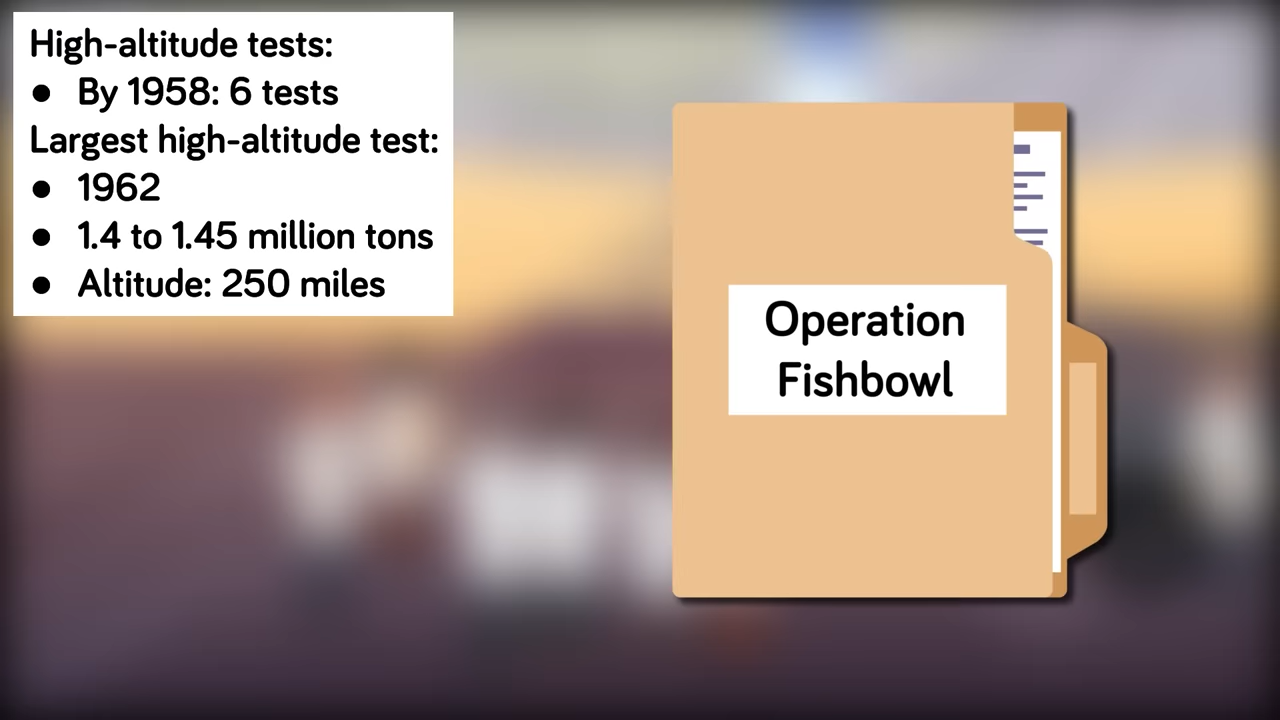 High-altitude tests:
● By 1958: 6 tests
Largest high-altitude test:
● 1962
● 1.4 to 1.45 million tons
● Altitude: 250 miles
Operation
Fishbowl